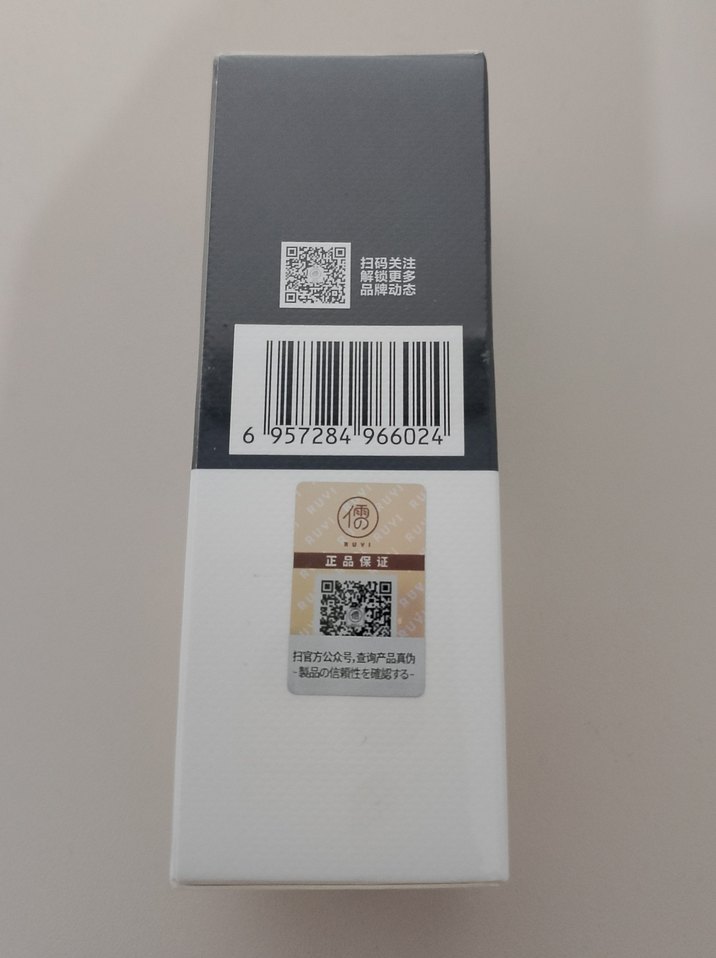 扫码关注
解锁更多
品牌动态
6 957284 966024
儒の
RUYI
正品保证
扫官方公众号,查询产品真伪
-製品の信頼性を確認する-